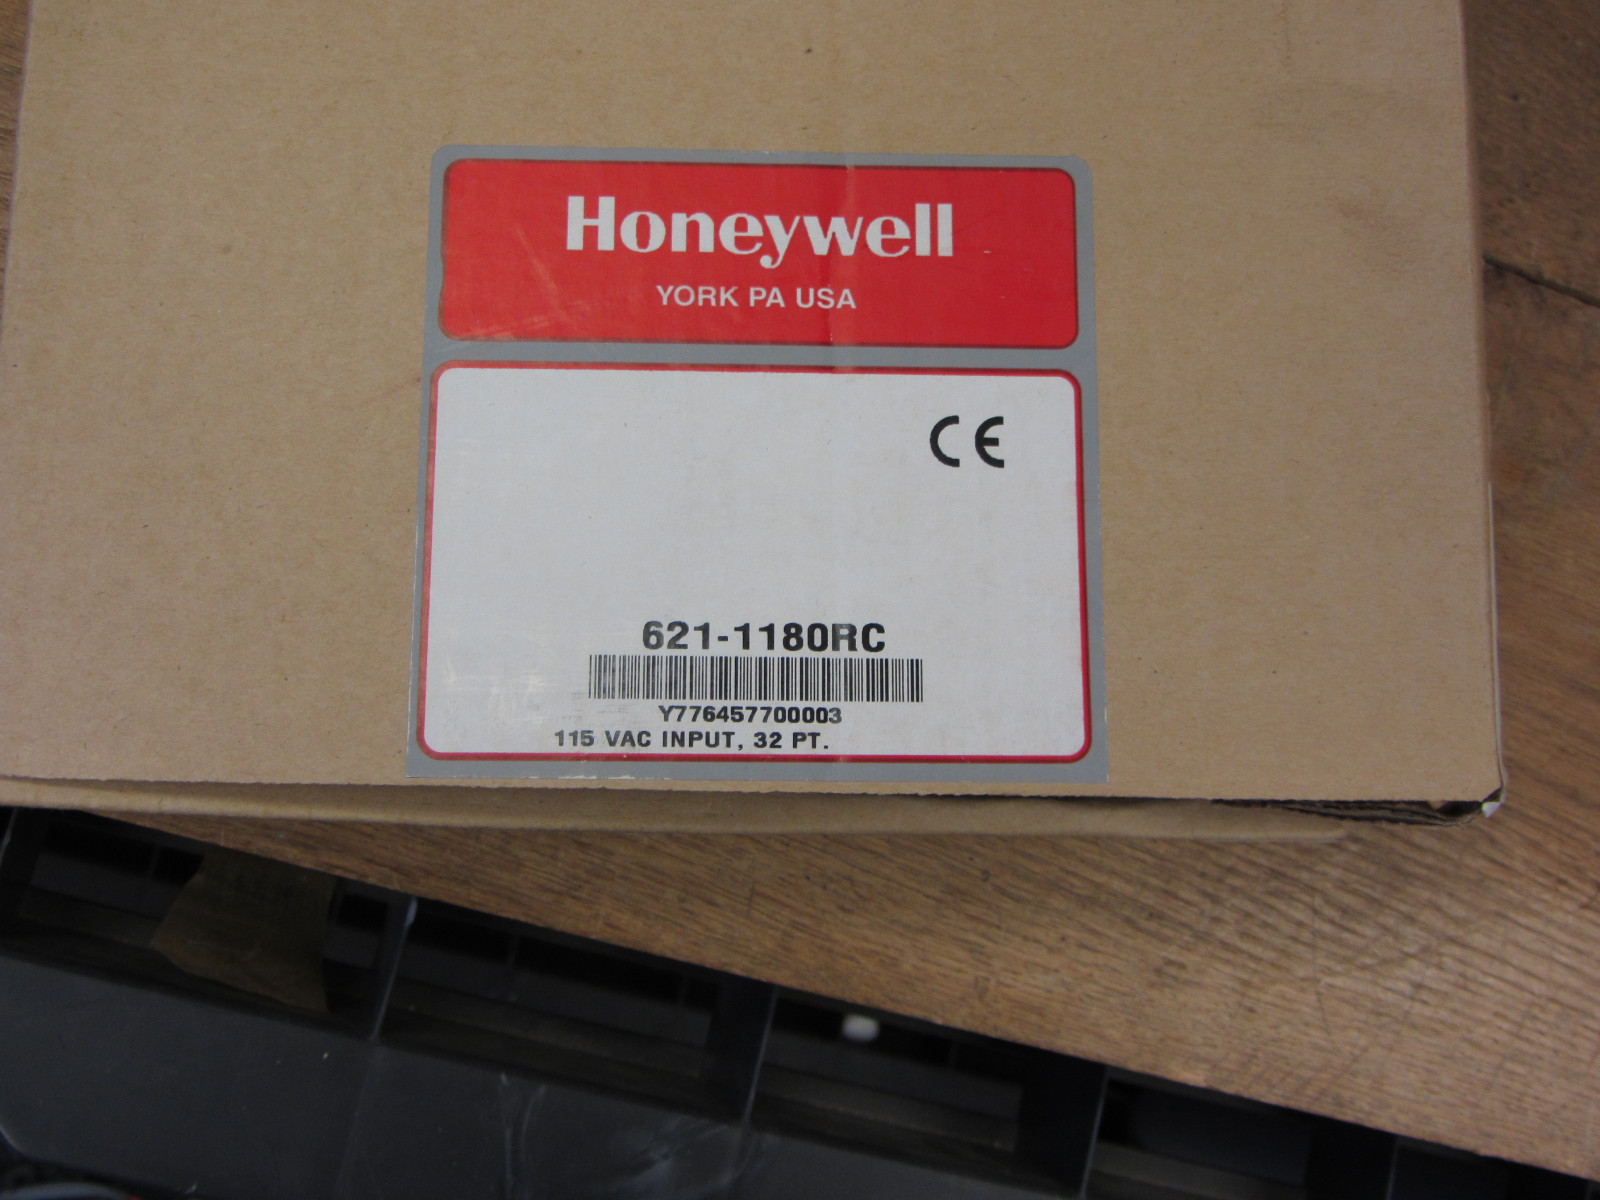 Honeywell
YORK PA USA
CE
621-1180RC
Y776457700003
115 VAC INPUT, 32 PT.